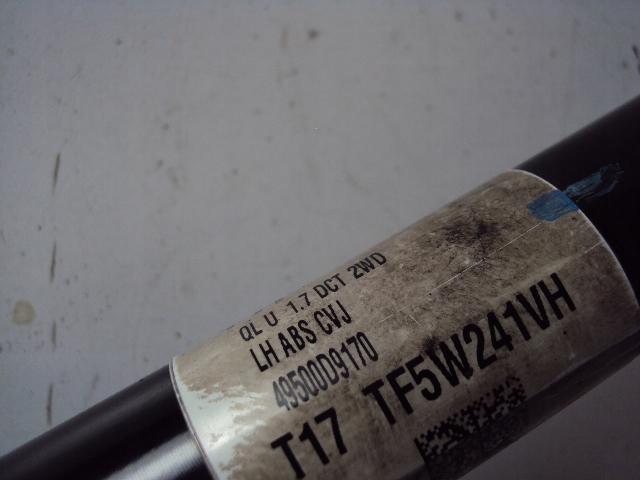 QL U 1.7 DCT 2WD
LH ABS CVJ
49500D9170
T17 TF5W241VH